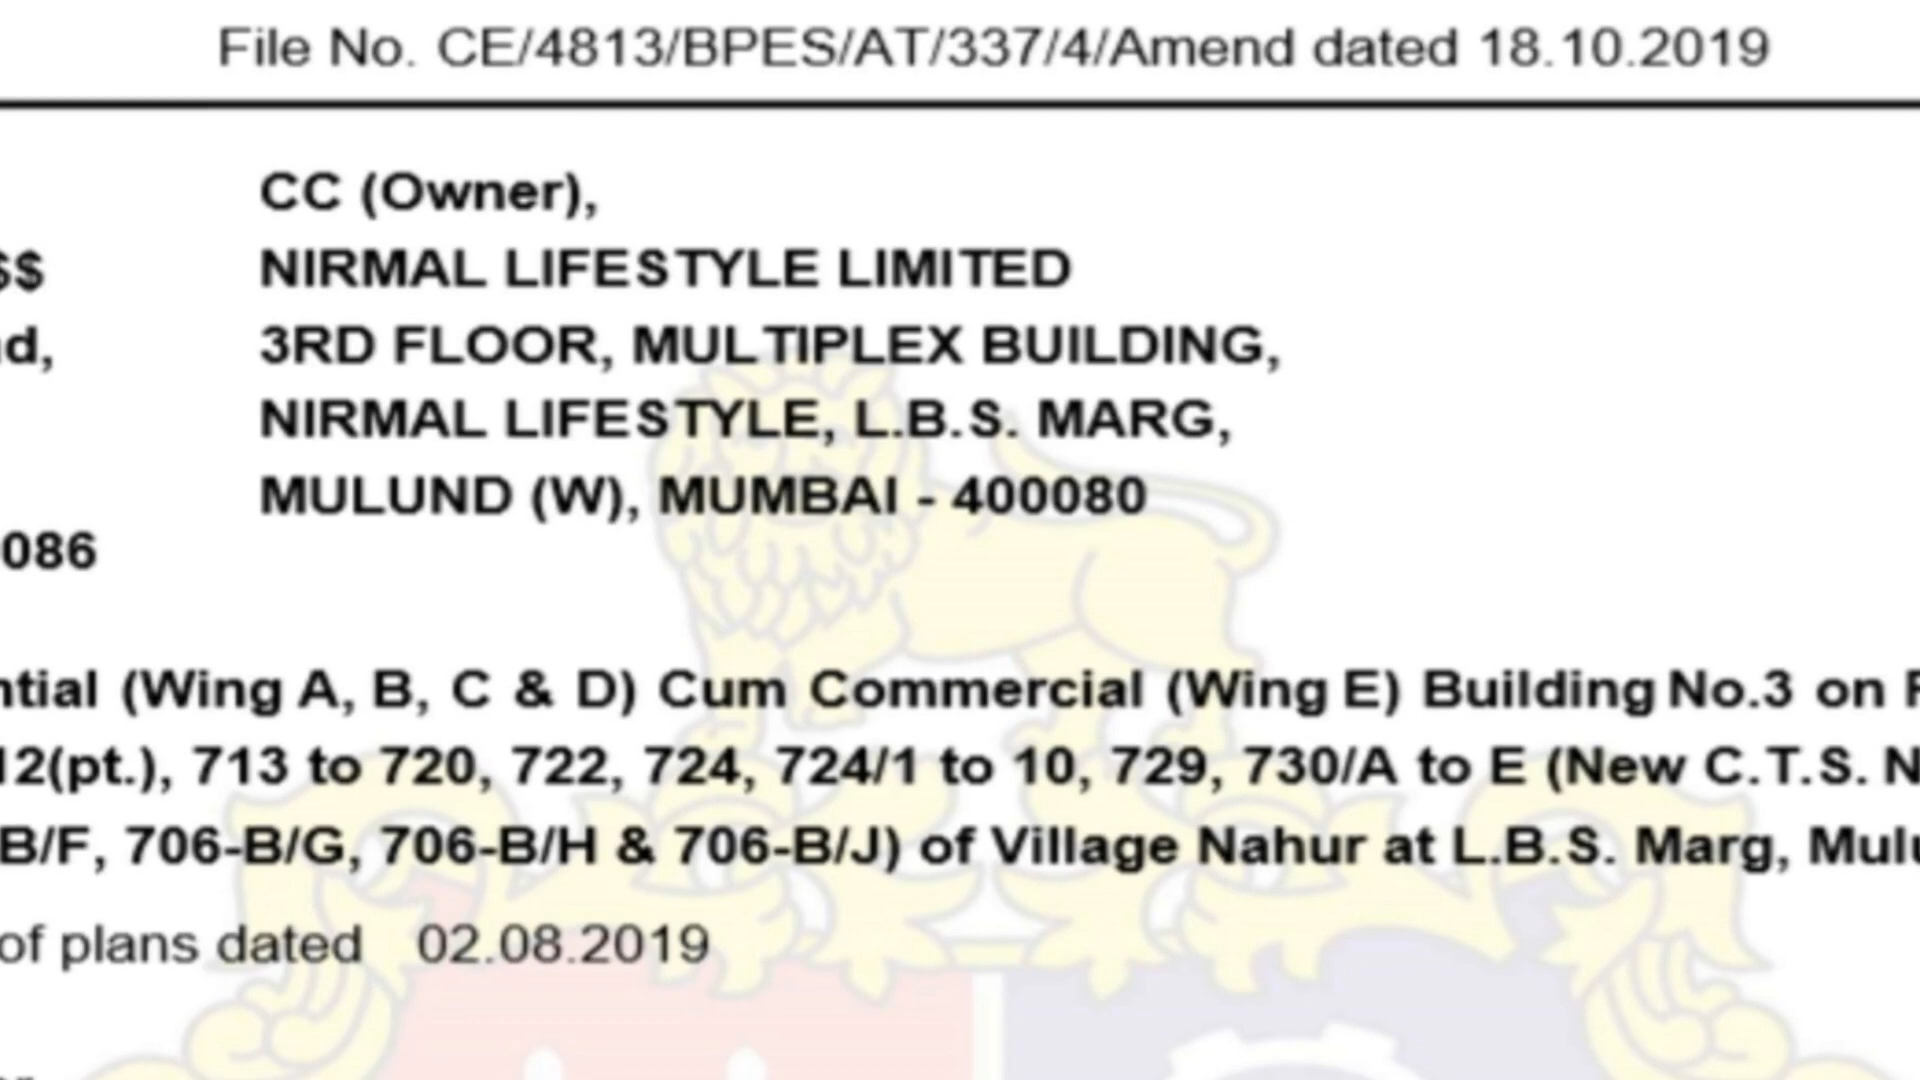 File No. CE/4813/BPES/AT/337/4/Amend dated 18.10.2019
CC (Owner),
$$ NIRMAL LIFESTYLE LIMITED
d, 3RD FLOOR, MULTIPLEX BUILDING,
NIRMAL LIFESTYLE, L.B.S. MARG,
MULUND (W), MUMBAI - 400080
086
ntial (Wing A, B, C & D) Cum Commercial (Wing E) Building No.3 on
12(pt.), 713 to 720, 722, 724, 724/1 to 10, 729, 730/A to E (New C.T.S. N
B/F, 706-B/G, 706-B/H & 706-B/J) of Village Nahur at L.B.S. Marg, Mulu
of plans dated 02.08.2019